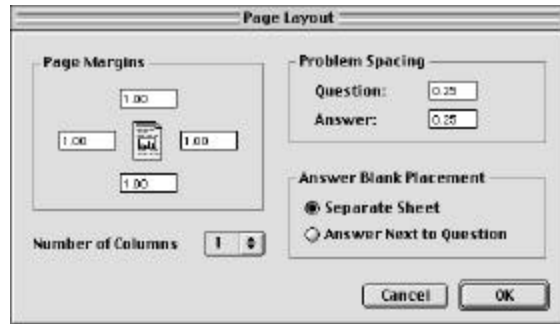 Page Layout
Page Margins
1.00
1.00
1.00
1.00
Number of Columns 1
Problem Spacing
Question: 0.25
Answer: 0.25
Answer Blank Placement
Separate Sheet
Answer Next to Question
Cancel OK